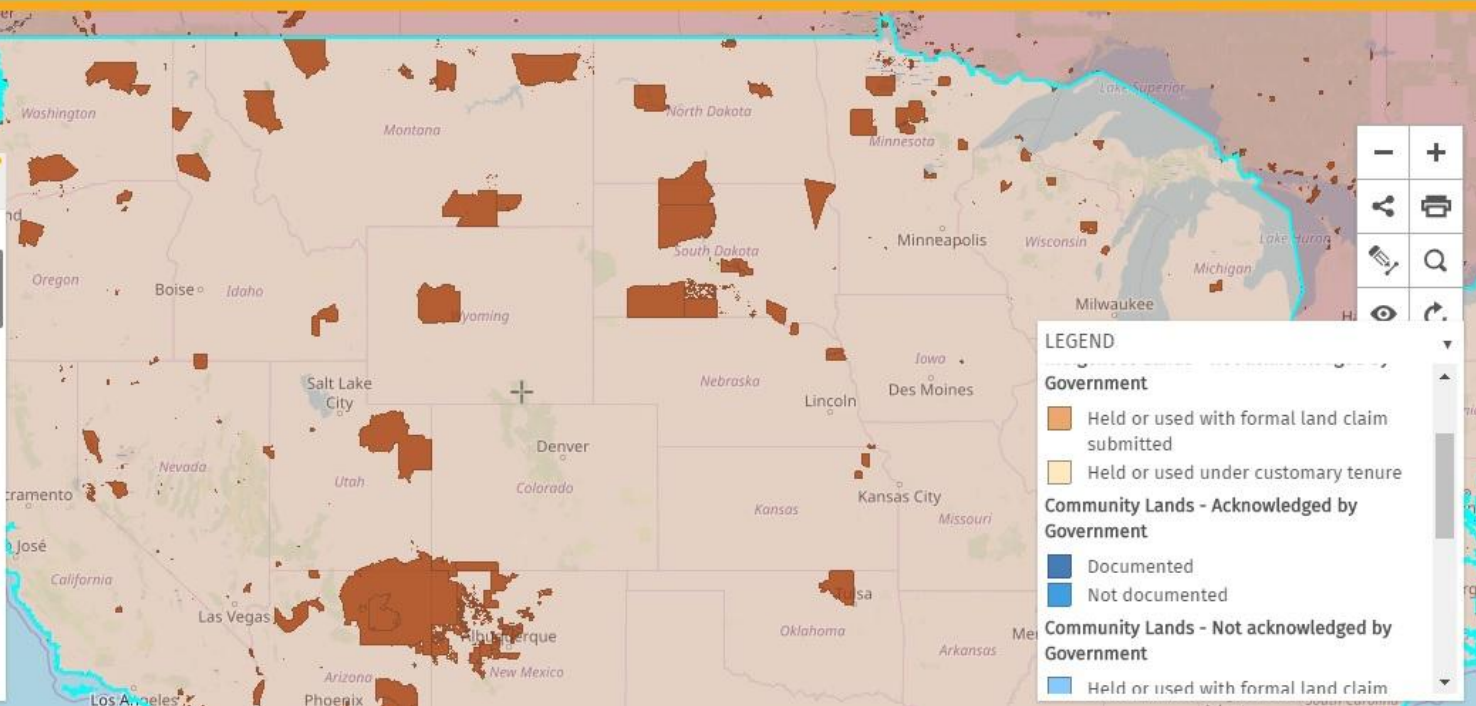 Lake Superior
Washington
North Dakota
Montana
Minnesota
Minneapolis
Wisconsin
Lake Huron
South Dakota
Oregon
Michigan
Boise
Idaho
Milwaukee
Wyoming
LEGEND
Government
Held or used with formal land claim
submitted
Held or used under customary tenure
Community Lands - Acknowledged by
Government
Documented
Not documented
Community Lands - Not acknowledged by
Government
Held or used with formal land claim
Iowa
Salt Lake
City
Nebraska
Des Moines
Lincoln
Denver
Nevada
Utah
Colorado
cramento
Kansas City
Kansas
Missouri
José
California
Las Vegas
Tulsa
Albuquerque
Oklahoma
Arkansas
New Mexico
Arizona
Los Angeles
Phoenix